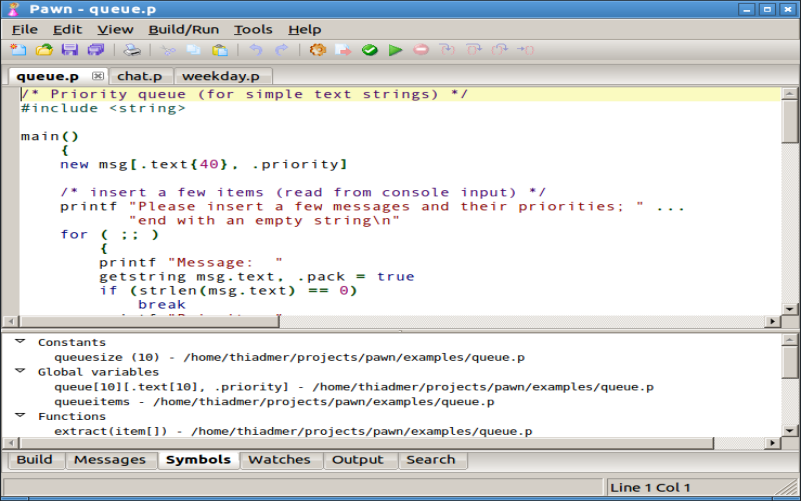 Pawn - queue.p
File Edit View Build/Run Tools Help
queue.p chat.p weekday.p
/* Priority queue (for simple text strings) */
#include <string>
main()
{
new msg[.text{40}, .priority]
/* insert a few items (read from console input) */
printf "Please insert a few messages and their priorities; " ...
"end with an empty string\n"
for ( ;; )
{
printf "Message:  "
getstring msg.text, .pack = true
if (strlen(msg.text) == 0)
break
Constants
queuesize (10) - /home/thiadmer/projects/pawn/examples/queue.p
Global variables
queue[10][.text[10], .priority] - /home/thiadmer/projects/pawn/examples/queue.p
queueitems - /home/thiadmer/projects/pawn/examples/queue.p
Functions
extract(item[]) - /home/thiadmer/projects/pawn/examples/queue.p
Build Messages Symbols Watches Output Search
Line 1 Col 1